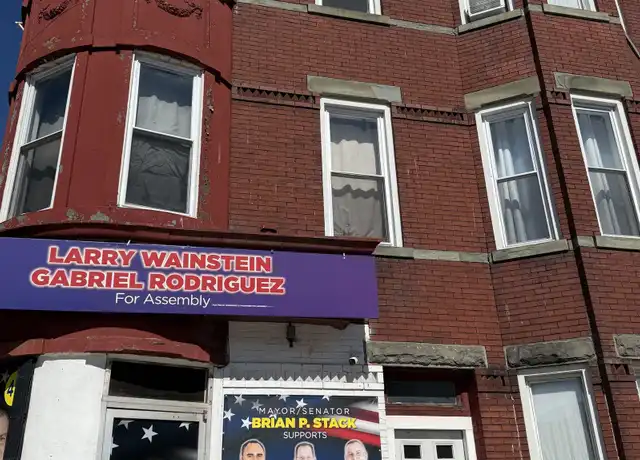 LARRY WAINSTEIN
GABRIEL RODRIGUEZ
For Assembly
MAYOR/SENATOR
BRIAN P. STACK
SUPPORTS